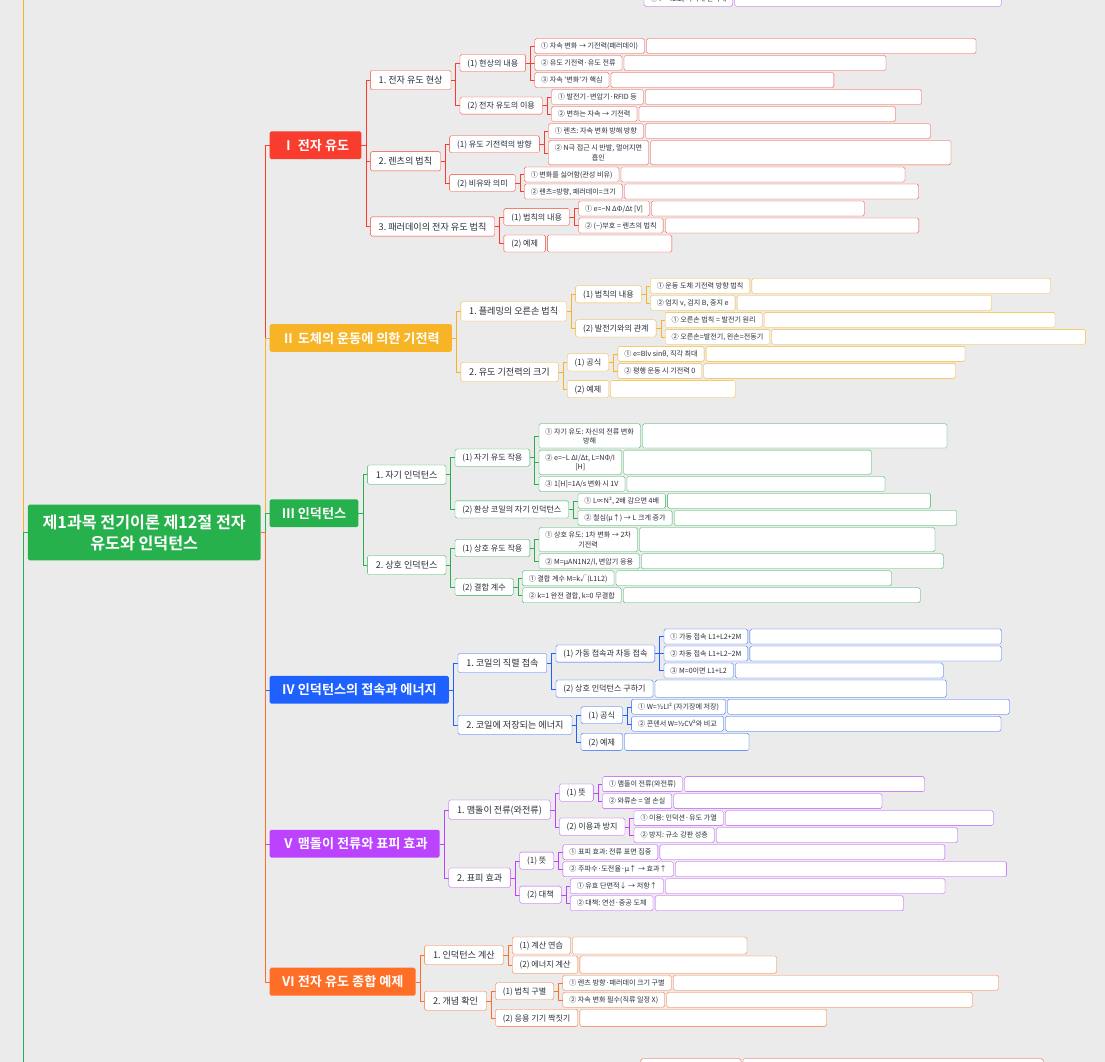 Ⅰ 전자 유도
1. 전자 유도 현상
(1) 현상의 내용
① 자속 변화 → 기전력(패러데이)
② 유도 기전력·유도 전류
③ 자속 '변화'가 핵심
(2) 전자 유도의 이용
① 발전기·변압기·RFID 등
② 변하는 자속 → 기전력
2. 렌츠의 법칙
(1) 유도 기전력의 방향
① 렌츠: 자속 변화 방해 방향
② N극 접근 시 반발, 멀어지면
흡인
(2) 비유와 의미
① 변화를 싫어함(관성 비유)
② 렌츠=방향, 패러데이=크기
3. 패러데이의 전자 유도 법칙
(1) 법칙의 내용
① e=−N ΔΦ/Δt [V]
② (−)부호 = 렌츠의 법칙
(2) 예제
Ⅱ 도체의 운동에 의한 기전력
1. 플레밍의 오른손 법칙
(1) 법칙의 내용
① 운동 도체 기전력 방향 법칙
② 엄지 v, 검지 B, 중지 e
(2) 발전기와의 관계
① 오른손 법칙 = 발전기 원리
② 오른손=발전기, 왼손=전동기
2. 유도 기전력의 크기
(1) 공식
① e=Blv sinθ, 직각 최대
② 평행 운동 시 기전력 0
(2) 예제
제1과목 전기이론 제12절 전자
유도와 인덕턴스
Ⅲ 인덕턴스
1. 자기 인덕턴스
(1) 자기 유도 작용
① 자기 유도: 자신의 전류 변화
방해
② e=−L ΔI/Δt, L=NΦ/I
[H]
③ 1[H]=1A/s 변화 시 1V
(2) 환상 코일의 자기 인덕턴스
① L∝N², 2배 감으면 4배
② 철심(μ↑) → L 크게 증가
2. 상호 인덕턴스
(1) 상호 유도 작용
① 상호 유도: 1차 변화 → 2차
기전력
② M=μAN1N2/l, 변압기 응용
(2) 결합 계수
① 결합 계수 M=k√(L1L2)
② k=1 완전 결합, k=0 무결합
Ⅳ 인덕턴스의 접속과 에너지
1. 코일의 직렬 접속
(1) 가동 접속과 차동 접속
① 가동 접속 L1+L2+2M
② 차동 접속 L1+L2−2M
③ M=0이면 L1+L2
(2) 상호 인덕턴스 구하기
2. 코일에 저장되는 에너지
(1) 공식
① W=½LI² (자기장에 저장)
② 콘덴서 W=½CV²와 비교
(2) 예제
Ⅴ 맴돌이 전류와 표피 효과
1. 맴돌이 전류(와전류)
(1) 뜻
① 맴돌이 전류(와전류)
② 와류손 = 열 손실
(2) 이용과 방지
① 이용: 인덕션·유도 가열
② 방지: 규소 강판 성층
2. 표피 효과
(1) 뜻
① 표피 효과: 전류 표면 집중
② 주파수·도전율·μ↑ → 효과↑
(2) 대책
① 유효 단면적↓ → 저항↑
② 대책: 연선·중공 도체
Ⅵ 전자 유도 종합 예제
1. 인덕턴스 계산
(1) 계산 연습
(2) 에너지 계산
2. 개념 확인
(1) 법칙 구별
① 렌츠 방향·패러데이 크기 구별
② 자속 변화 필수(직류 일정 X)
(2) 응용 기기 짝짓기